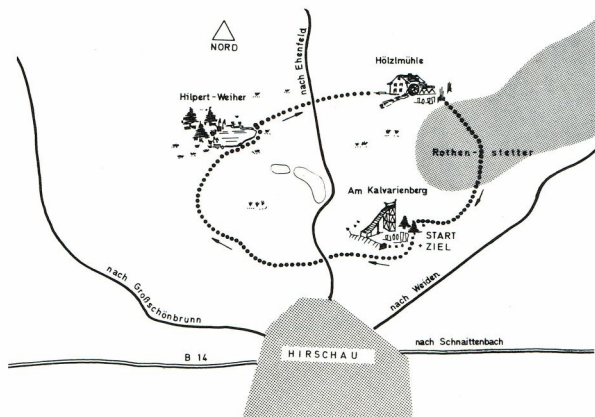 NORD
nach Ehenfeld
Hölzlmühle
Hilpert-Weiher
Rothen-stetter
Am Kalvarienberg
START
+ ZIEL
nach Großschönbrunn
nach Weiden
nach Schnaittenbach
B 14
HIRSCHAU